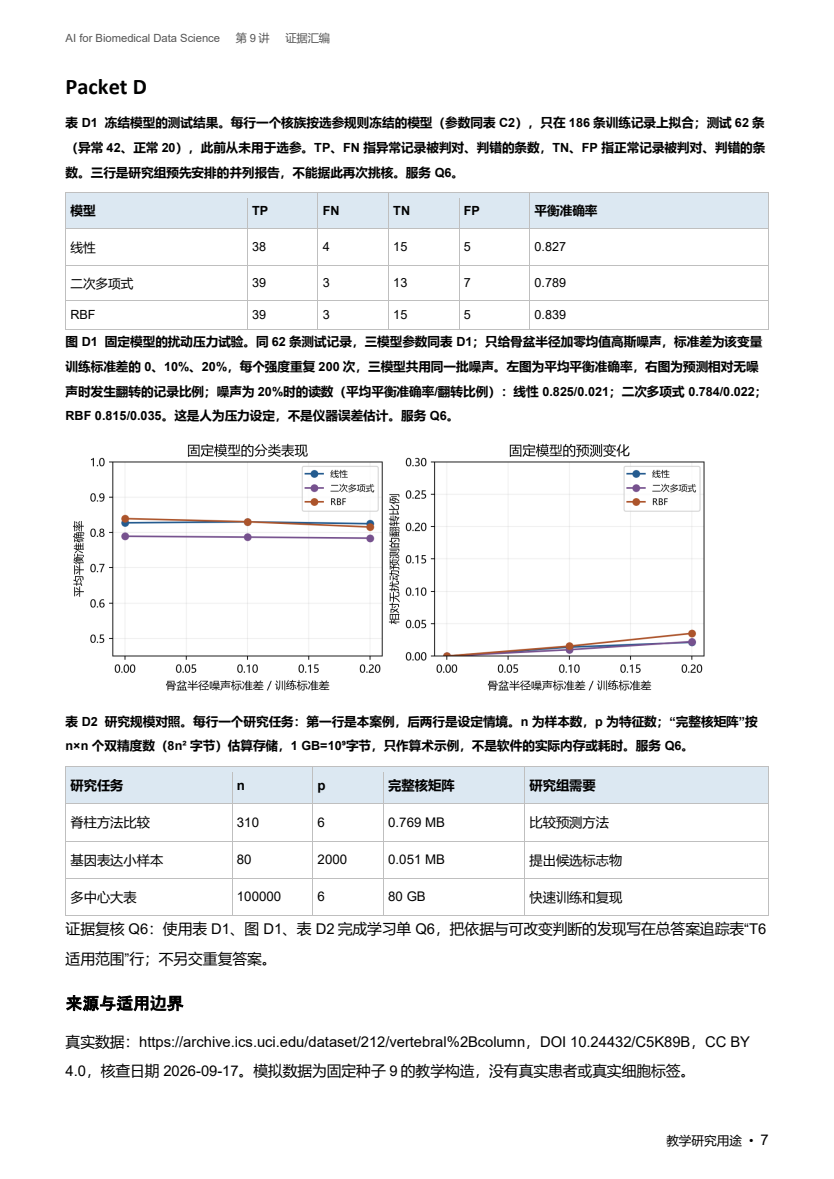 AI for Biomedical Data Science 第 9 讲 证据汇编
Packet D
表 D1 冻结模型的测试结果。每行一个核族按选参规则冻结的模型（参数同表 C2），只在 186 条训练记录上拟合；测试 62 条
（异常 42、正常 20），此前从未用于选参。TP、FN 指异常记录被判对、判错的条数，TN、FP 指正常记录被判对、判错的条
数。三行是研究组预先安排的并列报告，不能据此再次挑核。服务 Q6。
模型 TP FN TN FP 平衡准确率
线性 38 4 15 5 0.827
二次多项式 39 3 13 7 0.789
RBF 39 3 15 5 0.839
图 D1 固定模型的扰动压力试验。同 62 条测试记录，三模型参数同表 D1；只给骨盆半径加零均值高斯噪声，标准差为该变量
训练标准差的 0、10%、20%，每个强度重复 200 次，三模型共用同一批噪声。左图为平均平衡准确率，右图为预测相对无噪
声时发生翻转的记录比例；噪声为 20%时的读数（平均平衡准确率/翻转比例）：线性 0.825/0.021；二次多项式 0.784/0.022；
RBF 0.815/0.035。这是人为压力设定，不是仪器误差估计。服务 Q6。
固定模型的分类表现
1.0
0.9
0.8
0.7
0.6
0.5
平均平衡准确率
线性
二次多项式
RBF
0.00 0.05 0.10 0.15 0.20
骨盆半径噪声标准差 / 训练标准差
固定模型的预测变化
0.30
0.25
0.20
0.15
0.10
0.05
0.00
相对无扰动预测的翻转比例
线性
二次多项式
RBF
0.00 0.05 0.10 0.15 0.20
骨盆半径噪声标准差 / 训练标准差
表 D2 研究规模对照。每行一个研究任务：第一行是本案例，后两行是设定情境。n 为样本数，p 为特征数；“完整核矩阵”按
n×n 个双精度数（8n² 字节）估算存储，1 GB=10⁹字节，只作算术示例，不是软件的实际内存或耗时。服务 Q6。
研究任务 n p 完整核矩阵 研究组需要
脊柱方法比较 310 6 0.769 MB 比较预测方法
基因表达小样本 80 2000 0.051 MB 提出候选标志物
多中心大表 100000 6 80 GB 快速训练和复现
证据复核 Q6：使用表 D1、图 D1、表 D2 完成学习单 Q6，把依据与可改变判断的发现写在总答案追踪表“T6
适用范围”行；不另交重复答案。
来源与适用边界
真实数据：https://archive.ics.uci.edu/dataset/212/vertebral%2Bcolumn，DOI 10.24432/C5K89B，CC BY
4.0，核查日期 2026-09-17。模拟数据为固定种子 9 的教学构造，没有真实患者或真实细胞标签。
教学研究用途 • 7